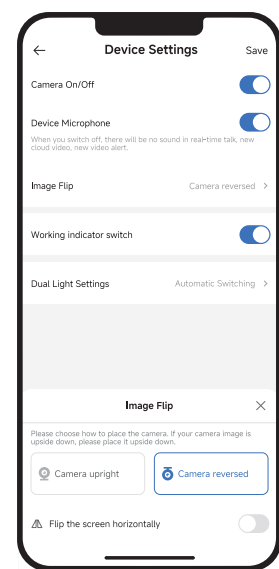 Device Settings Save
Camera On/Off
Device Microphone
When you switch off, there will be no sound in real-time talk, new
cloud video, new video alert.
Image Flip Camera reversed
Working indicator switch
Dual Light Settings Automatic Switching
Image Flip
Please choose how to place the camera. If your camera image is
upside down, please place it upside down.
Camera upright Camera reversed
Flip the screen horizontally